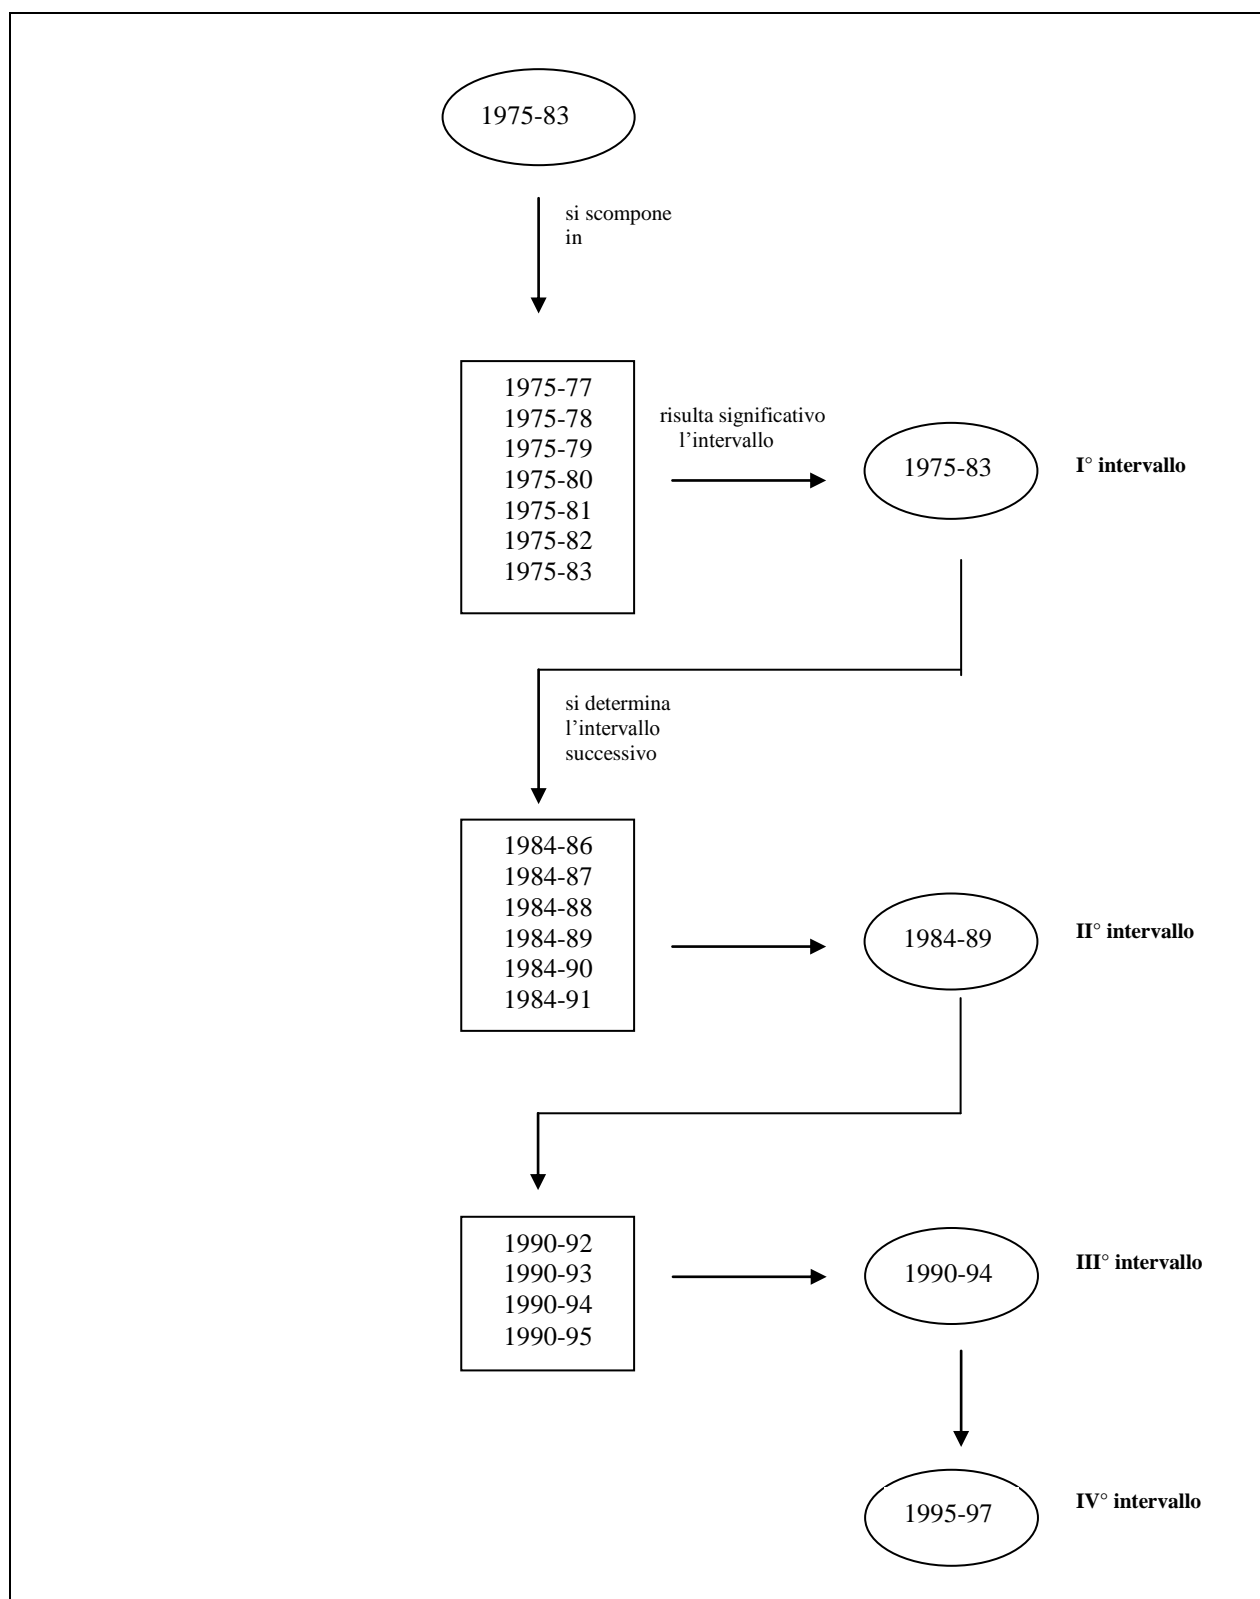 1975-83
si scompone
in
1975-77
1975-78
1975-79
1975-80
1975-81
1975-82
1975-83
risulta significativo
l’intervallo
1975-83
I° intervallo
si determina
l’intervallo
successivo
1984-86
1984-87
1984-88
1984-89
1984-90
1984-91
1984-89
II° intervallo
1990-92
1990-93
1990-94
1990-95
1990-94
III° intervallo
1995-97
IV° intervallo